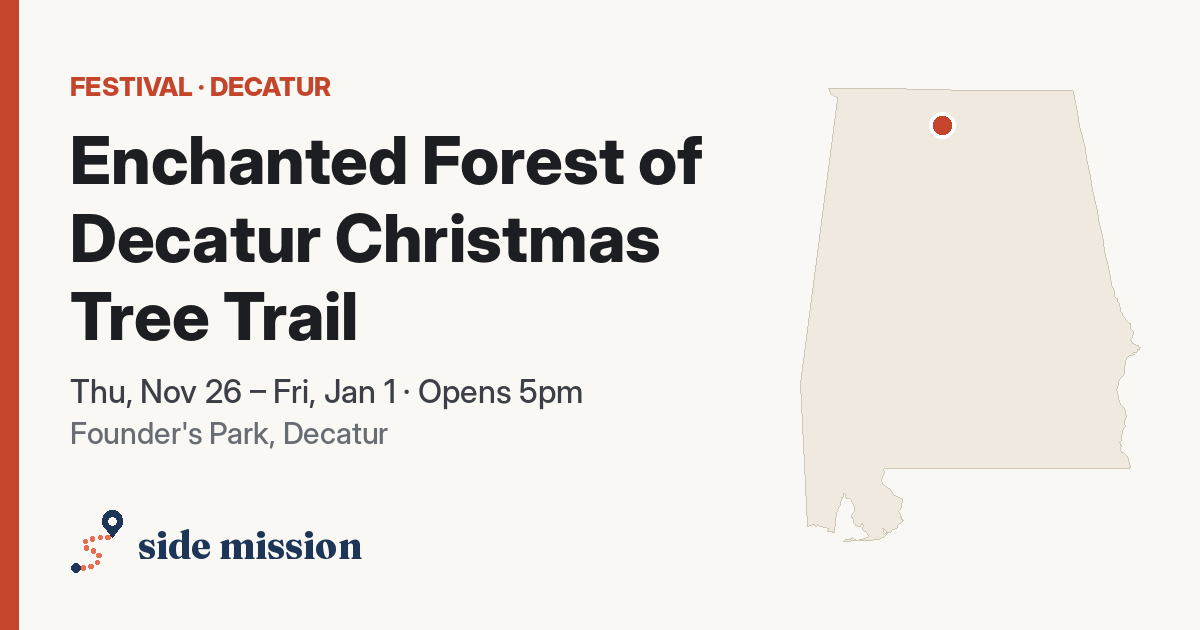 FESTIVAL · DECATUR
Enchanted Forest of
Decatur Christmas
Tree Trail
Thu, Nov 26 – Fri, Jan 1 · Opens 5pm
Founder's Park, Decatur
side mission